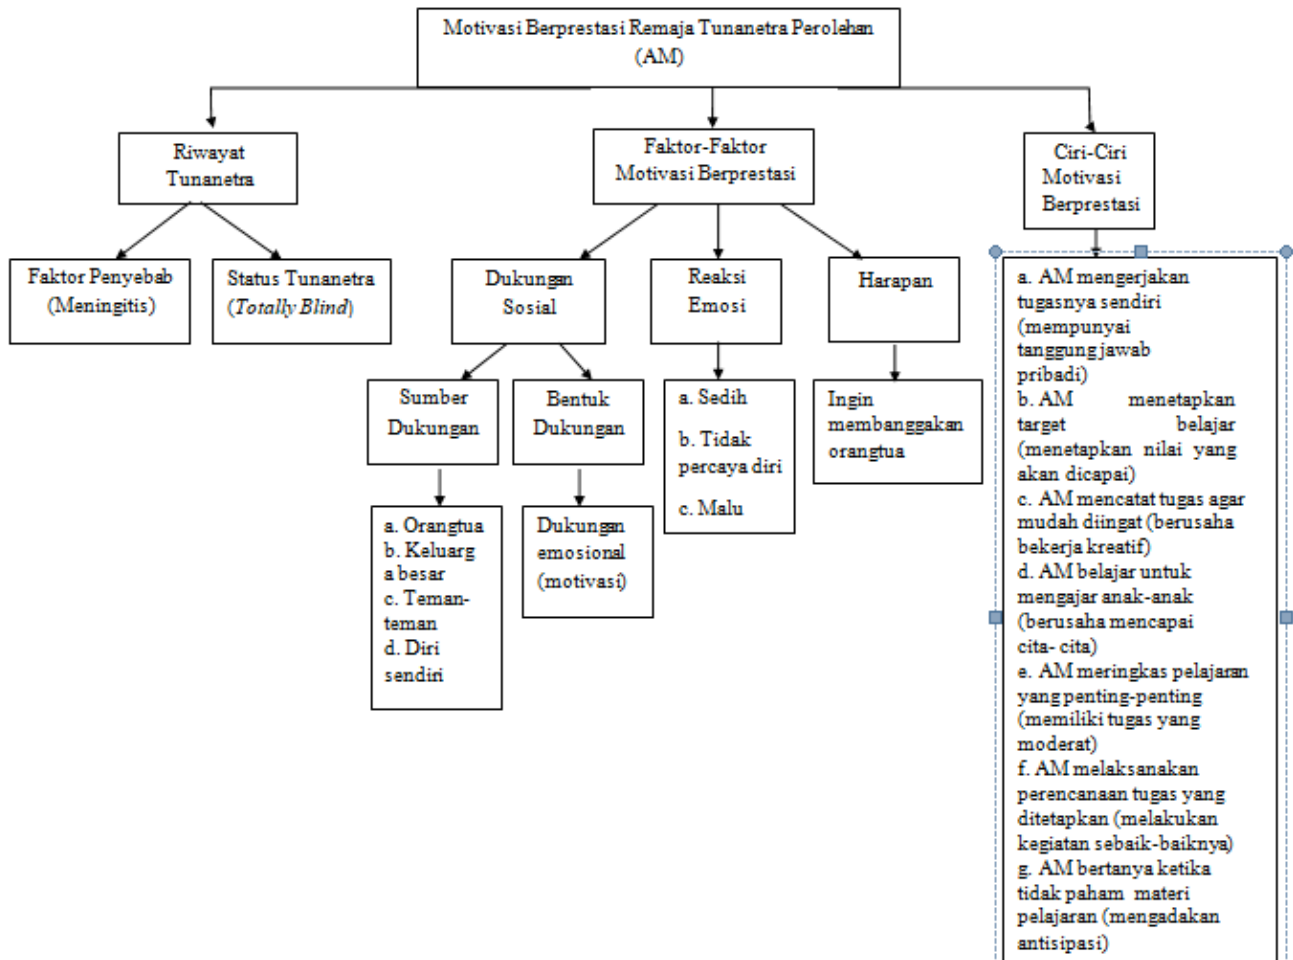 Motivasi Berprestasi Remaja Tunanetra Perolehan
(AM)
Riwayat
Tunanetra
Faktor-Faktor
Motivasi Berprestasi
Ciri-Ciri
Motivasi
Berprestasi
Faktor Penyebab
(Meningitis)
Status Tunanetra
(Totally Blind)
Dukungan
Sosial
Reaksi
Emosi
Harapan
Sumber
Dukungan
Bentuk
Dukungan
a. Sedih
b. Tidak
percaya diri
c. Malu
Ingin
membanggakan
orangtua
a. Orangtua
b. Keluarg
a besar
c. Teman-
teman
d. Diri
sendiri
Dukungan
emosional
(motivasi)
a. AM mengerjakan
tugasnya sendiri
(mempunyai
tanggung jawab
pribadi)
b. AM menetapkan
target belajar
(menetapkan nilai yang
akan dicapai)
c. AM mencatat tugas agar
mudah diingat (berusaha
bekerja kreatif)
d. AM belajar untuk
mengajar anak-anak
(berusaha mencapai
cita- cita)
e. AM meringkas pelajaran
yang penting-penting
(memiliki tugas yang
moderat)
f. AM melaksanakan
perencanaan tugas yang
ditetapkan (melakukan
kegiatan sebaik-baiknya)
g. AM bertanya ketika
tidak paham materi
pelajaran (mengadakan
antisipasi)